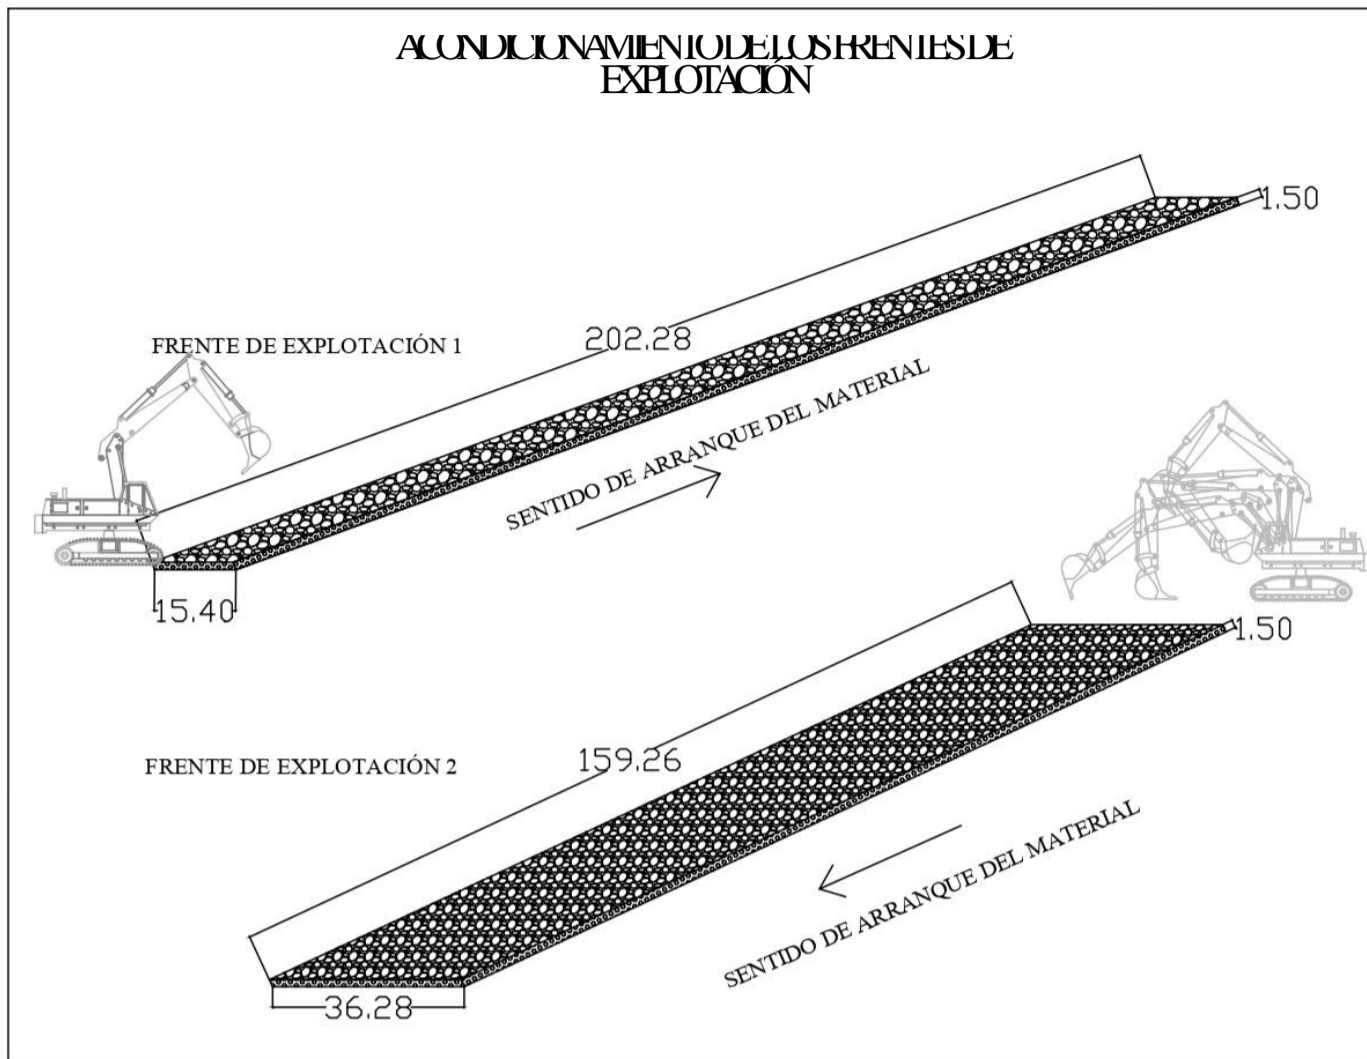 ACONDICIONAMIENTO DE LOS FRENTES DE
EXPLOTACIÓN
1.50
202.28
FRENTE DE EXPLOTACIÓN 1
SENTIDO DE ARRANQUE DEL MATERIAL
15.40
1.50
159.26
FRENTE DE EXPLOTACIÓN 2
SENTIDO DE ARRANQUE DEL MATERIAL
36.28